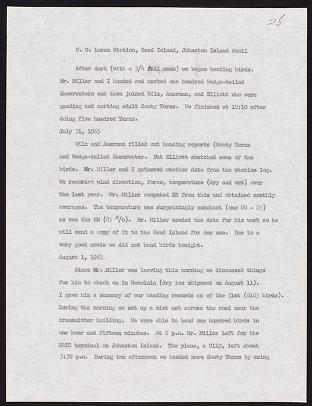 25
C. G. Loran Station, Sand Island, Johnston Island Atoll
After dark (with a 3/4 full moon) we began banding birds.
Mr. Miller and I banded and marked one hundred Wedge-tailed
Shearwaters and then joined Wils, Amerman, and Elliott who were
banding and marking adult Sooty Terns. We finished at 12:10 after
doing five hundred Terns.
July 31, 1963
Wils and Amerman filled out banding reports (Sooty Terns
and Wedge-tailed Shearwater. Pat Elliott sketched some of the
birds. Mr. Miller and I gathered weather data from the stations log.
We recorded wind direction, force, temperature (dry and wet) over
the last year. Mr. Miller computed RH from this and obtained monthly
averages. The temperature was surprisingly constant (one 80 - 85)
as was the RH (85 %). Mr. Miller needed the data for his work so he
will send a copy of it to the Sand Island for our use. Due to a
very good movie we did not band birds tonight.
August 1, 1963
Since Mr. Miller was leaving this morning we discussed things
for him to check on in Honolulu (dry ice shipment on August 11).
I gave him a summary of our banding records as of the 31st (6163 birds).
During the morning we set up a mist net across the road near the
transmitter building. We were able to band one hundred birds in
one hour and fifteen minutes. At 2 p.m. Mr. Miller left for the
MATS terminal on Johnston Island. The plane, a C118, left about
3:30 p.m. During the afternoon we banded more Sooty Terns by using